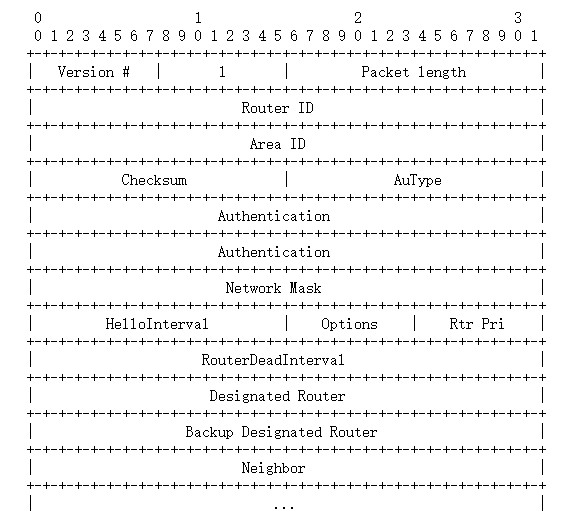 0                   1                   2                   3
0 1 2 3 4 5 6 7 8 9 0 1 2 3 4 5 6 7 8 9 0 1 2 3 4 5 6 7 8 9 0 1
+-+-+-+-+-+-+-+-+-+-+-+-+-+-+-+-+-+-+-+-+-+-+-+-+-+-+-+-+-+-+-+-+
|   Version #   |       1       |         Packet length         |
+-+-+-+-+-+-+-+-+-+-+-+-+-+-+-+-+-+-+-+-+-+-+-+-+-+-+-+-+-+-+-+-+
|                          Router ID                            |
+-+-+-+-+-+-+-+-+-+-+-+-+-+-+-+-+-+-+-+-+-+-+-+-+-+-+-+-+-+-+-+-+
|                           Area ID                             |
+-+-+-+-+-+-+-+-+-+-+-+-+-+-+-+-+-+-+-+-+-+-+-+-+-+-+-+-+-+-+-+-+
|           Checksum            |             AuType            |
+-+-+-+-+-+-+-+-+-+-+-+-+-+-+-+-+-+-+-+-+-+-+-+-+-+-+-+-+-+-+-+-+
|                       Authentication                          |
+-+-+-+-+-+-+-+-+-+-+-+-+-+-+-+-+-+-+-+-+-+-+-+-+-+-+-+-+-+-+-+-+
|                       Authentication                          |
+-+-+-+-+-+-+-+-+-+-+-+-+-+-+-+-+-+-+-+-+-+-+-+-+-+-+-+-+-+-+-+-+
|                        Network Mask                           |
+-+-+-+-+-+-+-+-+-+-+-+-+-+-+-+-+-+-+-+-+-+-+-+-+-+-+-+-+-+-+-+-+
|         HelloInterval         |    Options    |    Rtr Pri    |
+-+-+-+-+-+-+-+-+-+-+-+-+-+-+-+-+-+-+-+-+-+-+-+-+-+-+-+-+-+-+-+-+
|                     RouterDeadInterval                        |
+-+-+-+-+-+-+-+-+-+-+-+-+-+-+-+-+-+-+-+-+-+-+-+-+-+-+-+-+-+-+-+-+
|                      Designated Router                        |
+-+-+-+-+-+-+-+-+-+-+-+-+-+-+-+-+-+-+-+-+-+-+-+-+-+-+-+-+-+-+-+-+
|                   Backup Designated Router                    |
+-+-+-+-+-+-+-+-+-+-+-+-+-+-+-+-+-+-+-+-+-+-+-+-+-+-+-+-+-+-+-+-+
|                          Neighbor                             |
+-+-+-+-+-+-+-+-+-+-+-+-+-+-+-+-+-+-+-+-+-+-+-+-+-+-+-+-+-+-+-+-+
|                              ...                              |